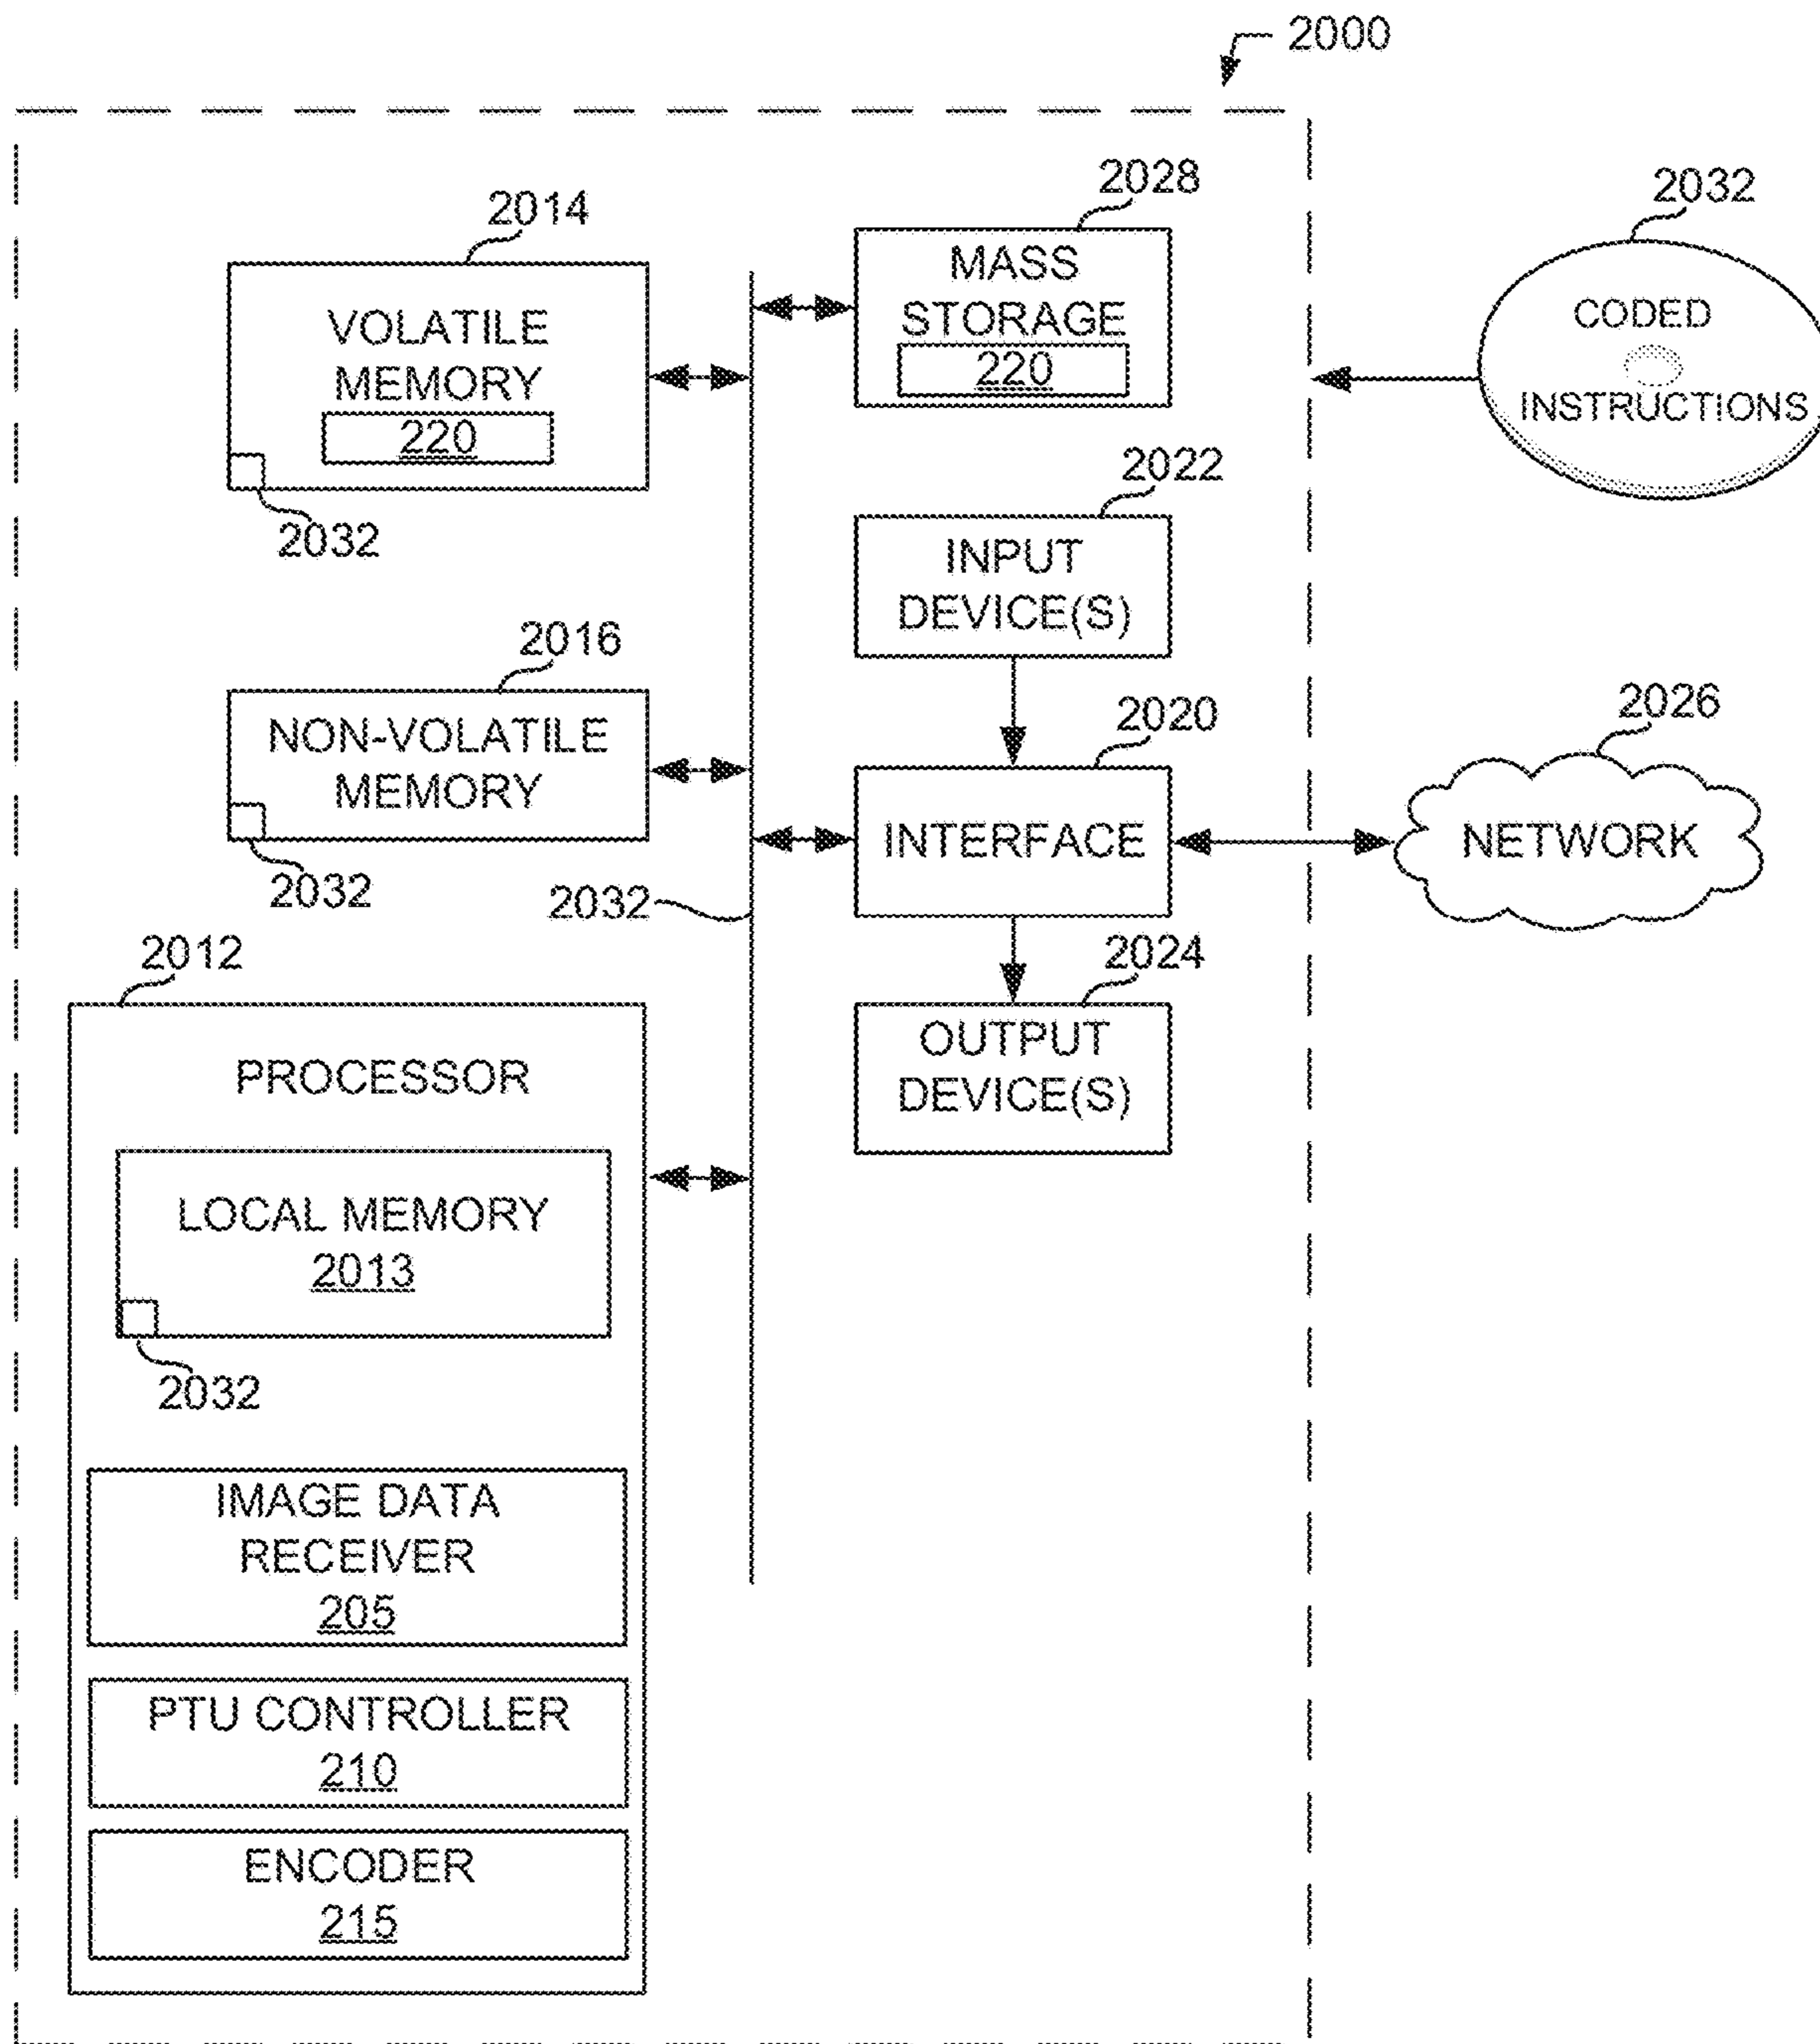 2000
2014
VOLATILE
MEMORY
220
2032
2028
MASS
STORAGE
220
2032
CODED
INSTRUCTIONS
2022
INPUT
DEVICE(S)
2016
NON-VOLATILE
MEMORY
2032
2020
INTERFACE
2026
NETWORK
2032
2024
OUTPUT
DEVICE(S)
2012
PROCESSOR
LOCAL MEMORY
2013
2032
IMAGE DATA
RECEIVER
205
PTU CONTROLLER
210
ENCODER
215